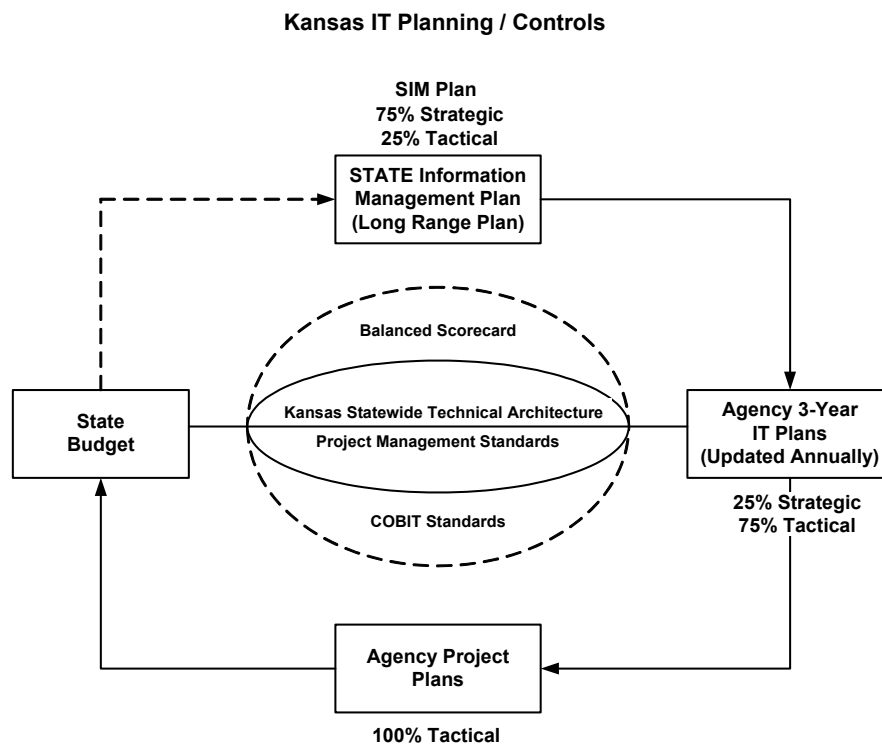 Kansas IT Planning / Controls
SIM Plan
75% Strategic
25% Tactical
STATE Information
Management Plan
(Long Range Plan)
Balanced Scorecard
State
Budget
Kansas Statewide Technical Architecture
Project Management Standards
Agency 3-Year
IT Plans
(Updated Annually)
25% Strategic
75% Tactical
COBIT Standards
Agency Project
Plans
100% Tactical